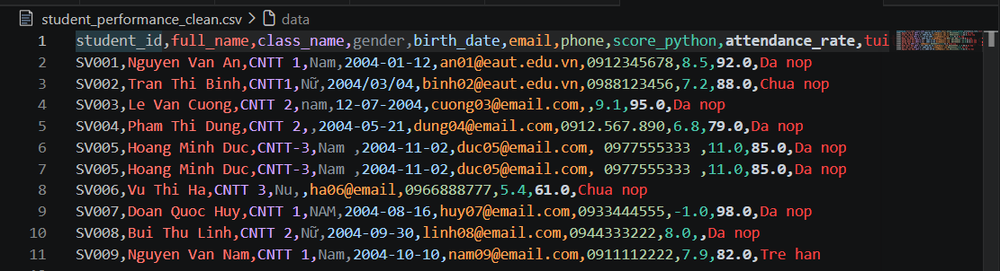 student_performance_clean.csv > data
1 student_id,full_name,class_name,gender,birth_date,email,phone,score_python,attendance_rate,tui
2 SV001,Nguyen Van An,CNTT 1,Nam,2004-01-12,an01@eaut.edu.vn,0912345678,8.5,92.0,Da nop
3 SV002,Tran Thi Binh,CNTT1,Nữ,2004/03/04,binh02@eaut.edu.vn,0988123456,7.2,88.0,Chua nop
4 SV003,Le Van Cuong,CNTT 2,nam,12-07-2004,cuong03@email.com,,9.1,95.0,Da nop
5 SV004,Pham Thi Dung,CNTT 2,,2004-05-21,dung04@email.com,0912.567.890,6.8,79.0,Da nop
6 SV005,Hoang Minh Duc,CNTT-3,Nam ,2004-11-02,duc05@email.com, 0977555333 ,11.0,85.0,Da nop
7 SV005,Hoang Minh Duc,CNTT-3,Nam ,2004-11-02,duc05@email.com, 0977555333 ,11.0,85.0,Da nop
8 SV006,Vu Thi Ha,CNTT 3,Nu,,ha06@email,0966888777,5.4,61.0,Chua nop
9 SV007,Doan Quoc Huy,CNTT 1,NAM,2004-08-16,huy07@email.com,0933444555,-1.0,98.0,Da nop
10 SV008,Bui Thu Linh,CNTT 2,Nữ,2004-09-30,linh08@email.com,0944333222,8.0,,Da nop
11 SV009,Nguyen Van Nam,CNTT 1,Nam,2004-10-10,nam09@email.com,0911112222,7.9,82.0,Tre han